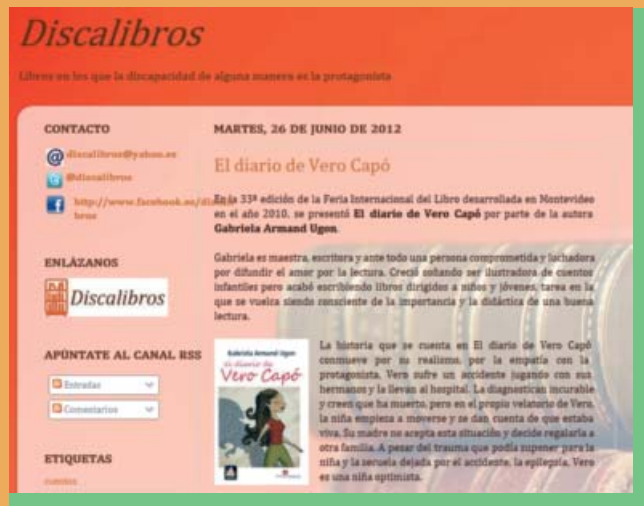 Discalibros
Libros en los que la discapacidad de alguna manera es la protagonista
CONTACTO
discalibros@yahoo.es
@discalibros
http://www.facebook.es/
bros
ENLÁZANOS
Discalibros
APÚNTATE AL CANAL RSS
Entradas
Comentarios
ETIQUETAS
cuentos
MARTES, 26 DE JUNIO DE 2012
El diario de Vero Capó
En la 33ª edición de la Feria Internacional del Libro desarrollada en Montevideo
en el año 2010, se presentó El diario de Vero Capó por parte de la autora
Gabriela Armand Ugon.
Gabriela es maestra, escritora y ante todo una persona comprometida y luchadora
por difundir el amor por la lectura. Creció soñando ser ilustradora de cuentos
infantiles pero acabó escribiendo libros dirigidos a niños y jóvenes, tarea en la
que se vuelca siendo consciente de la importancia y la didáctica de una buena
lectura.
Gabriela Armand Ugon
El diario de
Vero Capó
La historia que se cuenta en El diario de Vero Capó
conmueve por su realismo, por la empatía con la
protagonista. Vero sufre un accidente jugando con sus
hermanos y la llevan al hospital. La diagnostican incurable
y creen que ha muerto, pero en el propio velatorio de Vero,
la niña empieza a moverse y se dan cuenta de que estaba
viva. Su madre no acepta esta situación y decide regalarla a
otra familia. A pesar del trauma que podía suponer para la
niña y la secuela dejada por el accidente, la epilepsia, Vero
es una niña optimista.